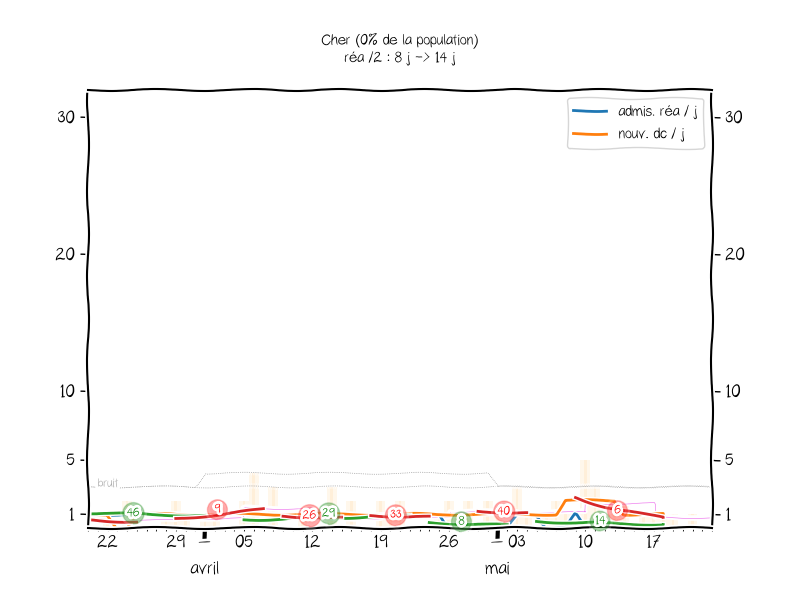 Cher (0% de la population)
réa /2 : 8 j -> 14 j
admis. réa / j
nouv. dc / j
30 30
20 20
10 10
5 5
bruit
1 1
46 9 26 29 33 8 40 14 6
22 29 05 12 19 26 03 10 17
avril mai